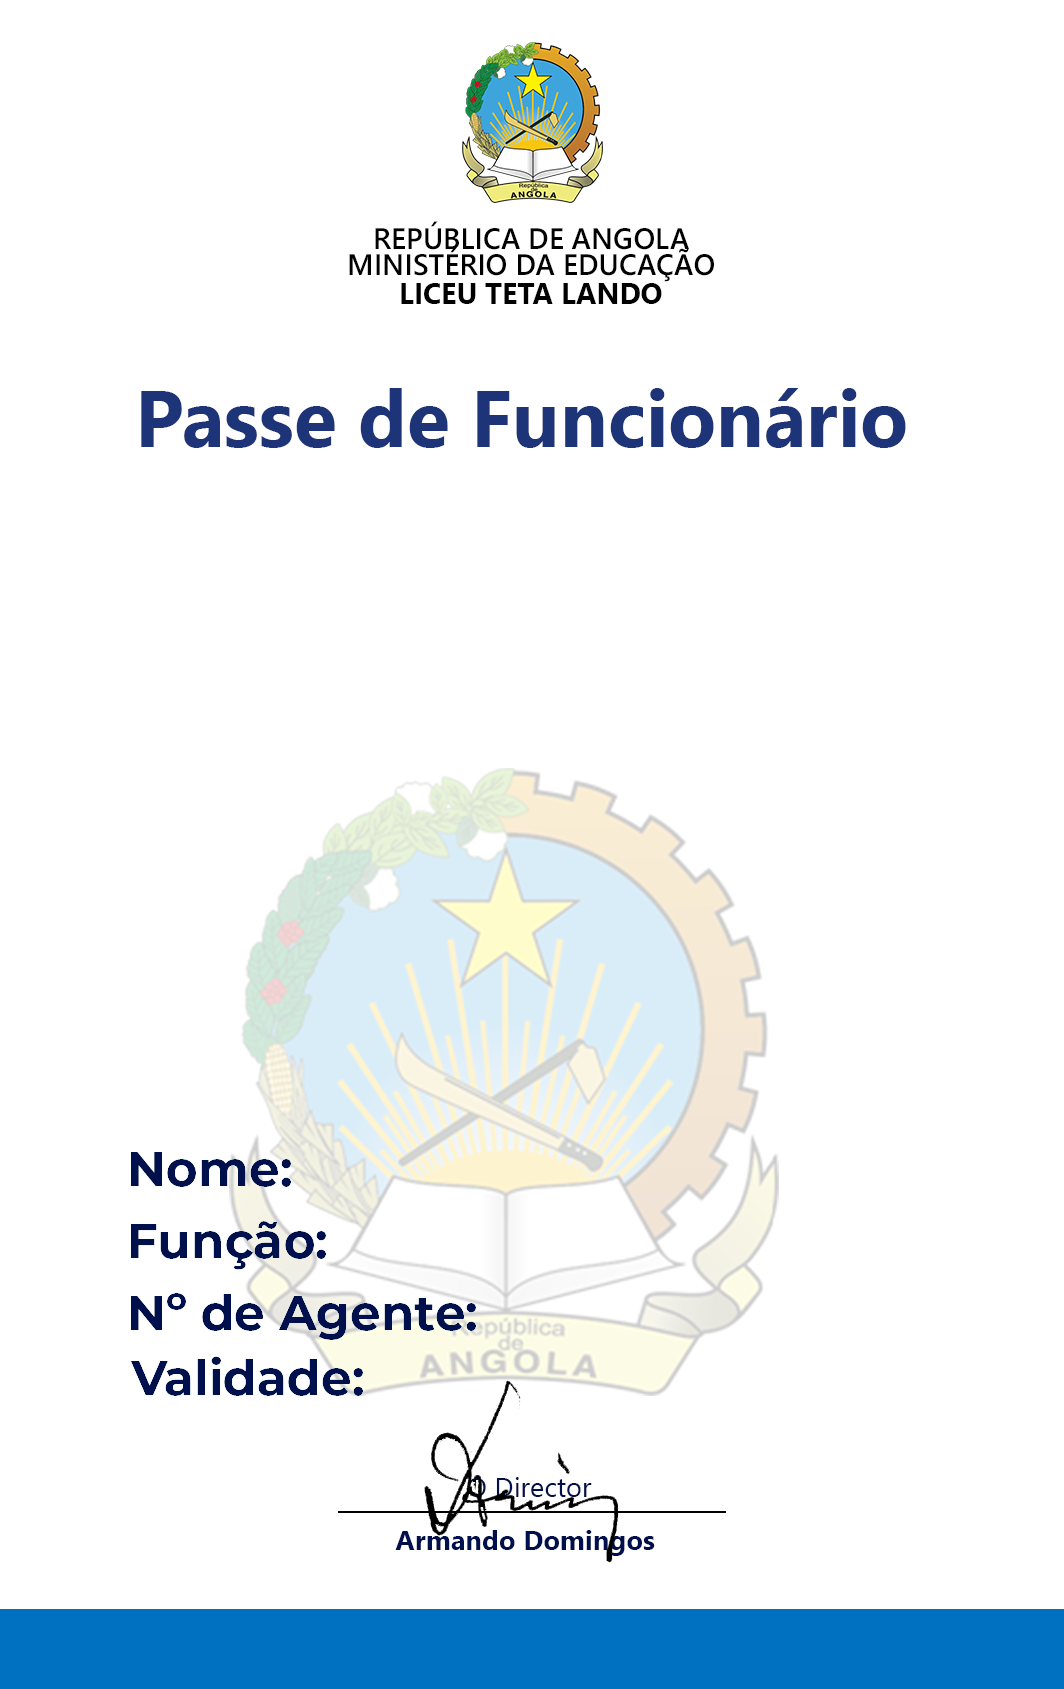 República
de
ANGOLA
REPÚBLICA DE ANGOLA
MINISTÉRIO DA EDUCAÇÃO
LICEU TETA LANDO
Passe de Funcionário
Nome:
Função:
Nº de Agente:
Validade:
República
de
ANGOLA
O Director
Armando Domingos